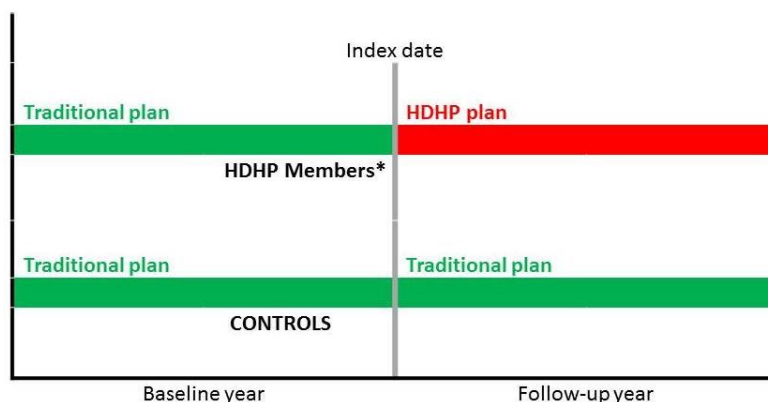 Index date
Traditional plan HDHP plan
HDHP Members*
Traditional plan Traditional plan
CONTROLS
Baseline year Follow-up year